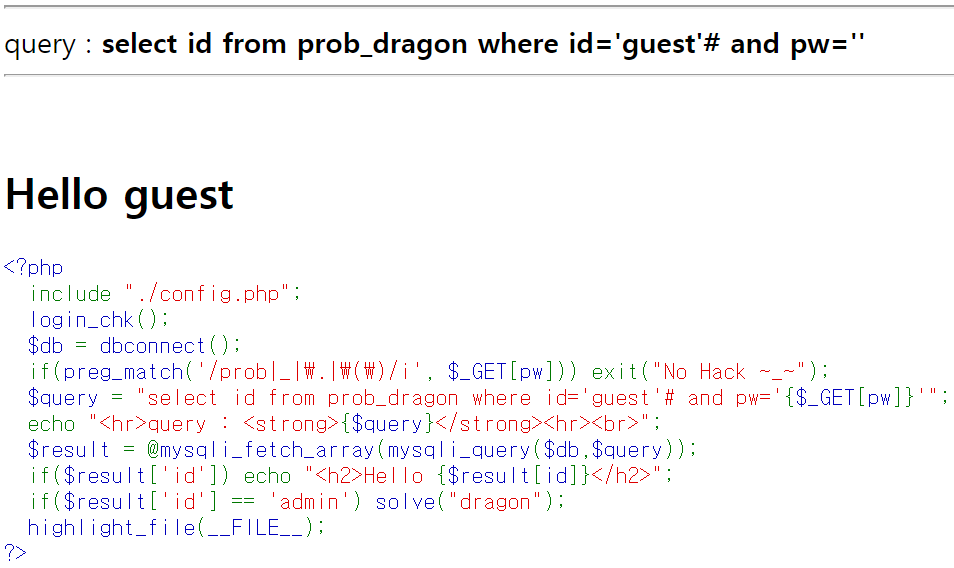 query : select id from prob_dragon where id='guest'# and pw=''
Hello guest
<?php
  include "./config.php";
  login_chk();
  $db = dbconnect();
  if(preg_match('/prob|_|₩.|₩(₩)/i', $_GET[pw])) exit("No Hack ~_~");
  $query = "select id from prob_dragon where id='guest'# and pw='{$_GET[pw]}'";
  echo "<hr>query : <strong>{$query}</strong><hr><br>";
  $result = @mysqli_fetch_array(mysqli_query($db,$query));
  if($result['id']) echo "<h2>Hello {$result[id]}</h2>";
  if($result['id'] == 'admin') solve("dragon");
  highlight_file(__FILE__);
?>